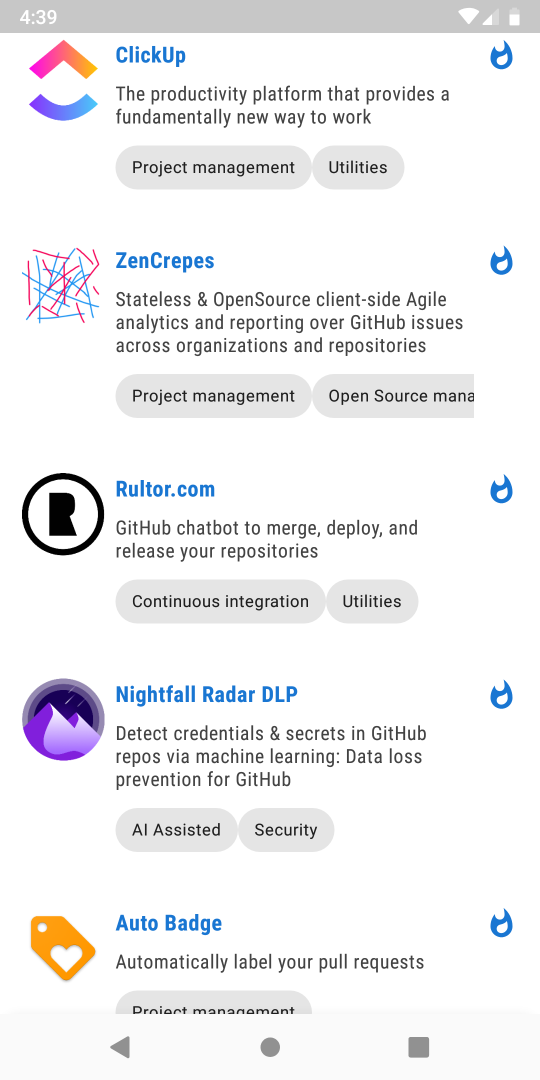 4:39
ClickUp
The productivity platform that provides a
fundamentally new way to work
Project management Utilities
ZenCrepes
Stateless & OpenSource client-side Agile
analytics and reporting over GitHub issues
across organizations and repositories
Project management Open Source mana
Rultor.com
GitHub chatbot to merge, deploy, and
release your repositories
Continuous integration Utilities
Nightfall Radar DLP
Detect credentials & secrets in GitHub
repos via machine learning: Data loss
prevention for GitHub
AI Assisted Security
Auto Badge
Automatically label your pull requests
Project management